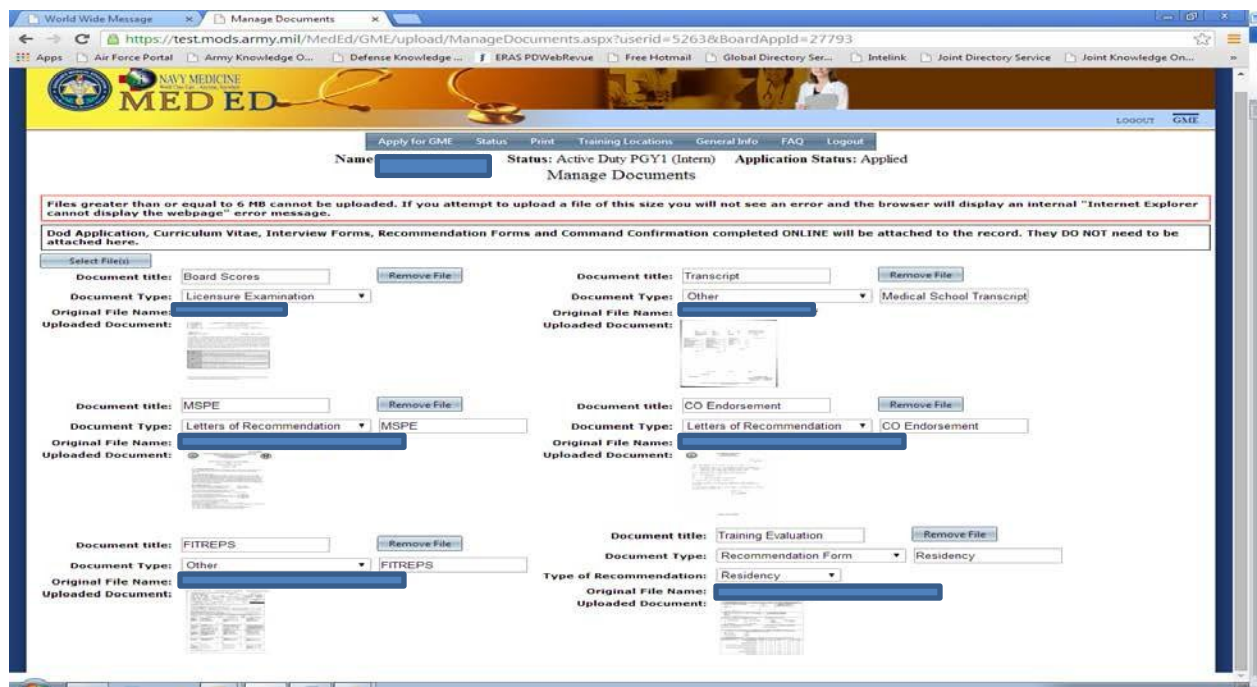 World Wide Message
Manage Documents
https://test.mods.army.mil/MedEd/GME/upload/ManageDocuments.aspx?userid=5263&BoardAppId=27793
Apps Air Force Portal Army Knowledge O... Defense Knowledge ... ERAS PDWebRevue Free Hotmail Global Directory Ser... Intelink Joint Directory Service Joint Knowledge On...
NAVY MEDICINE
MED ED
LOGOUT GME
Apply for GME Status Print Training Locations General Info FAQ Logout
Name Status: Active Duty PGY1 (Intern) Application Status: Applied
Manage Documents
Files greater than or equal to 6 MB cannot be uploaded. If you attempt to upload a file of this size you will not see an error and the browser will display an internal "Internet Explorer
cannot display the webpage" error message.
Dod Application, Curriculum Vitae, Interview Forms, Recommendation Forms and Command Confirmation completed ONLINE will be attached to the record. They DO NOT need to be
attached here.
Select File(s)
Document title: Board Scores Remove File
Document Type: Licensure Examination
Original File Name:
Uploaded Document:
Document title: Transcript Remove File
Document Type: Other Medical School Transcript
Original File Name:
Uploaded Document:
Document title: MSPE Remove File
Document Type: Letters of Recommendation MSPE
Original File Name:
Uploaded Document:
Document title: CO Endorsement Remove File
Document Type: Letters of Recommendation CO Endorsement
Original File Name:
Uploaded Document:
Document title: FITREPS Remove File
Document Type: Other FITREPS
Original File Name:
Uploaded Document:
Document title: Training Evaluation Remove File
Document Type: Recommendation Form Residency
Type of Recommendation: Residency
Original File Name:
Uploaded Document: